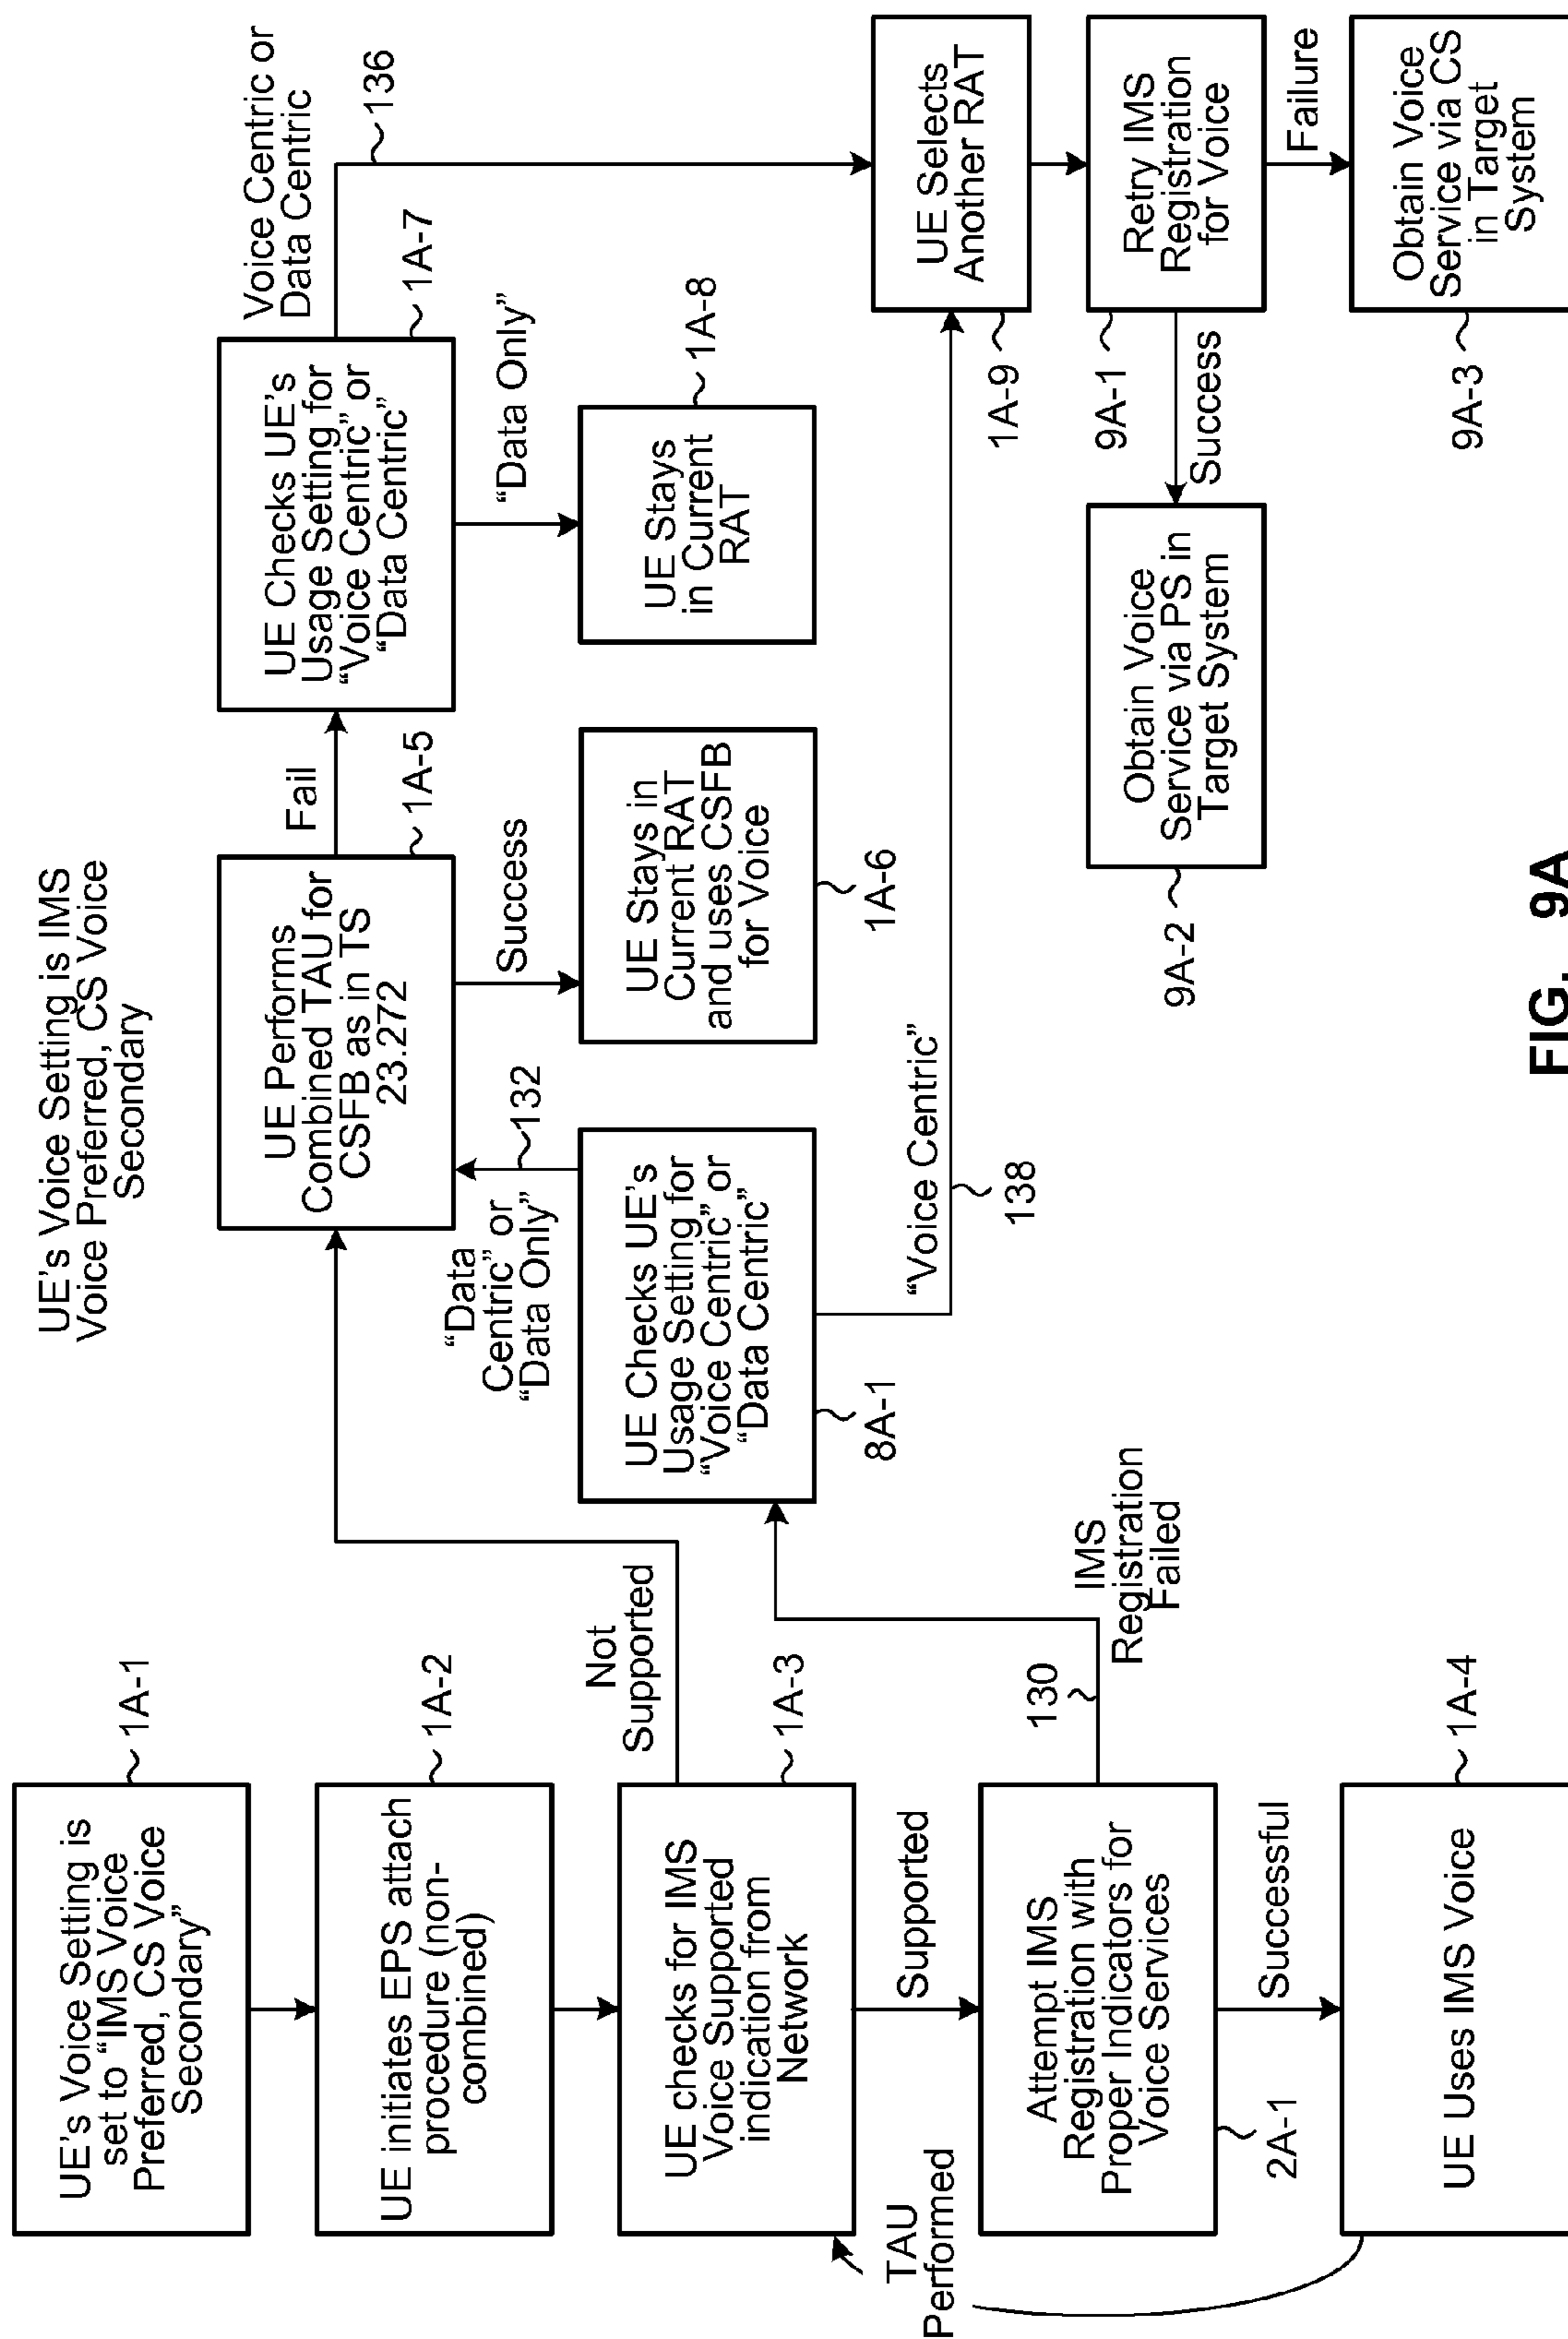 UE's Voice Setting is IMS
Voice Preferred, CS Voice
Secondary
UE's Voice Setting is
set to “IMS Voice
Preferred, CS Voice
Secondary”
1A-1
UE initiates EPS attach
procedure (non-
combined)
1A-2
UE checks for IMS
Voice Supported
indication from
Network
1A-3
Not
Supported
Supported
TAU
Performed
Attempt IMS
Registration with
Proper Indicators for
Voice Services
2A-1
130
IMS
Registration
Failed
Successful
UE Uses IMS Voice
1A-4
UE Performs
Combined TAU for
CSFB as in TS
23.272
1A-5
Fail
Success
“Data
Centric” or
“Data Only”
132
UE Checks UE's
Usage Setting for
“Voice Centric” or
“Data Centric”
8A-1
“Voice Centric”
138
UE Stays in
Current RAT
and uses CSFB
for Voice
1A-6
UE Checks UE's
Usage Setting for
“Voice Centric” or
“Data Centric”
1A-7
Voice Centric or
Data Centric
136
“Data Only”
UE Stays
in Current
RAT
1A-8
UE Selects
Another RAT
1A-9
Retry IMS
Registration
for Voice
9A-1
Success
Failure
Obtain Voice
Service via PS in
Target System
9A-2
Obtain Voice
Service via CS
in Target
System
9A-3
FIG. 9A